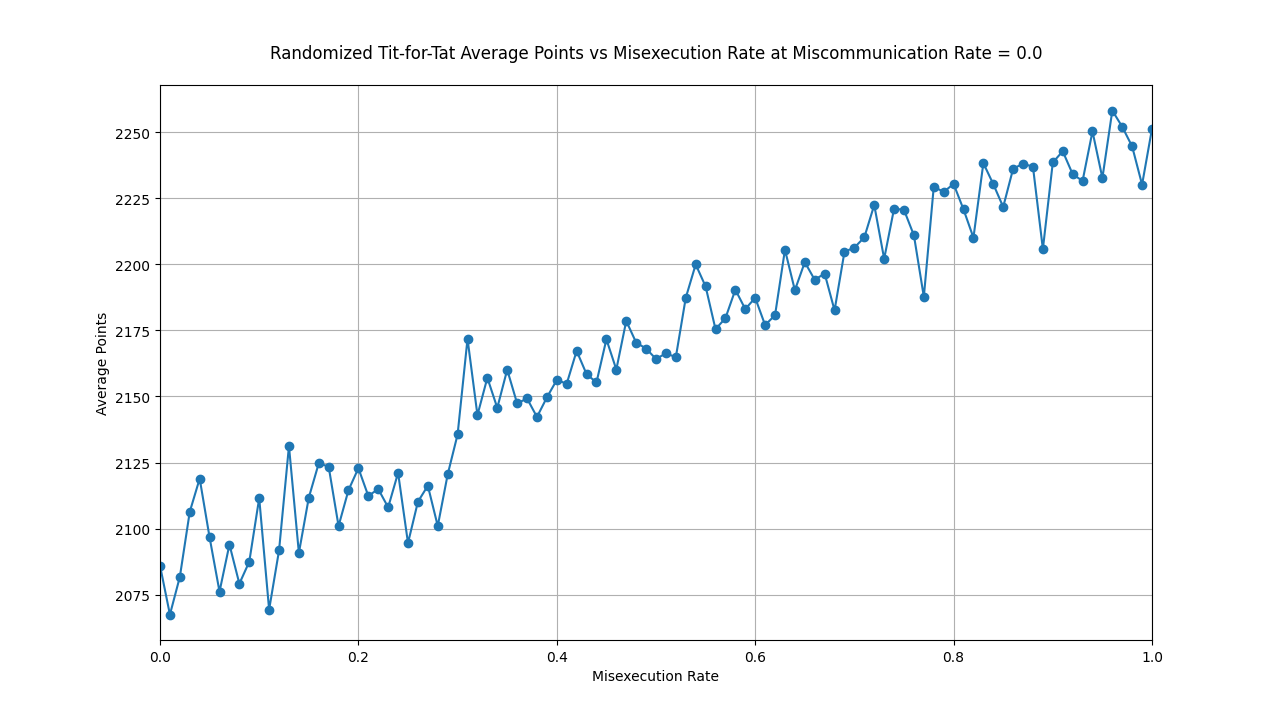 Randomized Tit-for-Tat Average Points vs Misexecution Rate at Miscommunication Rate = 0.0
2250
2225
2200
2175
2150
2125
2100
2075
Average Points
0.0 0.2 0.4 0.6 0.8 1.0
Misexecution Rate